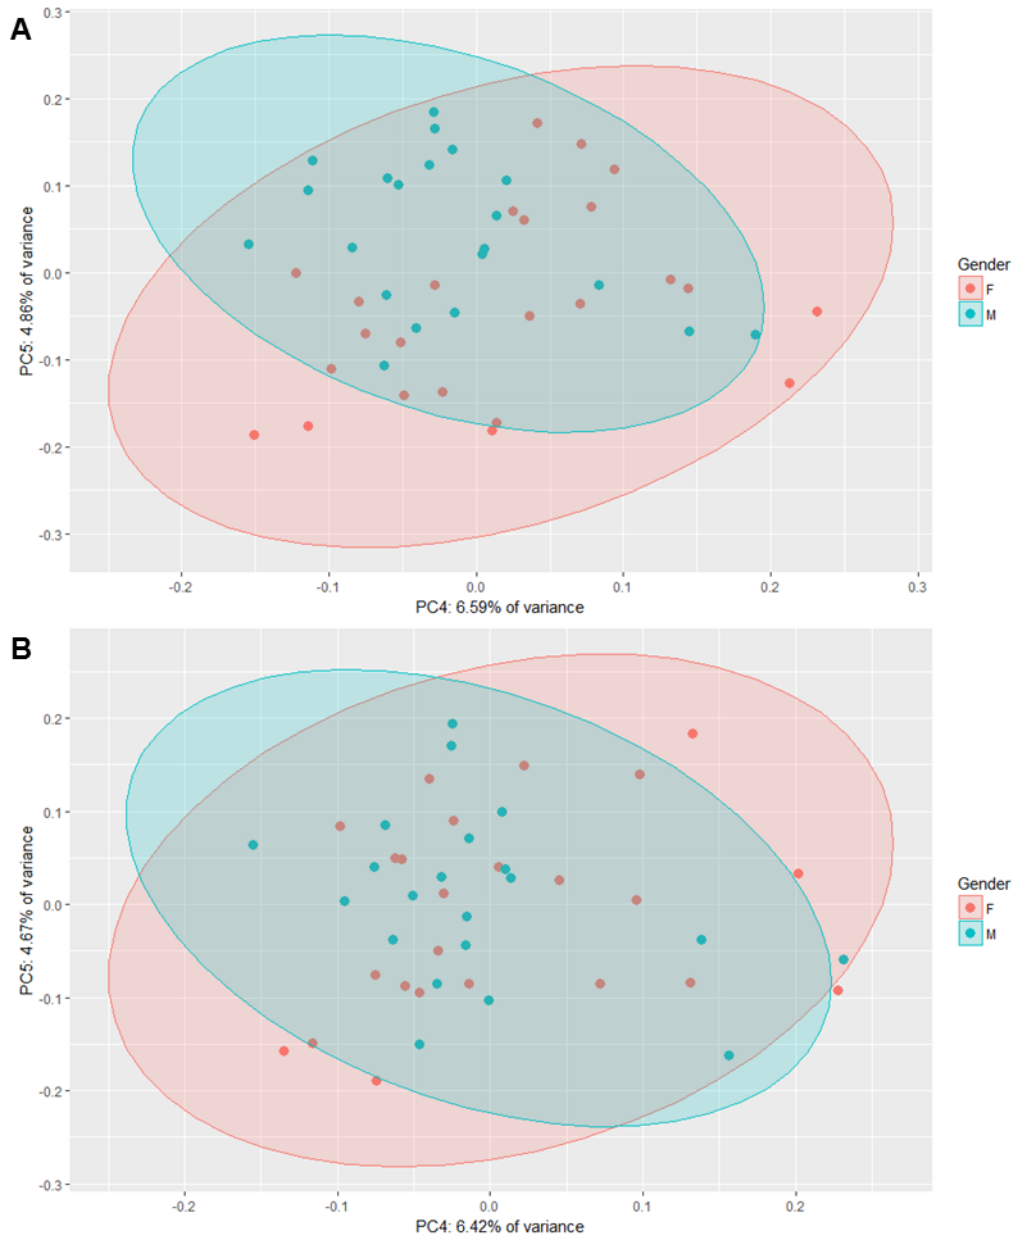 A
0.3
0.2
0.1
0.0
-0.1
-0.2
-0.3
PC5: 4.86% of variance
-0.2 -0.1 0.0 0.1 0.2 0.3
PC4: 6.59% of variance
Gender
F
M
B
0.2
0.1
0.0
-0.1
-0.2
-0.3
PC5: 4.67% of variance
-0.2 -0.1 0.0 0.1 0.2
PC4: 6.42% of variance
Gender
F
M